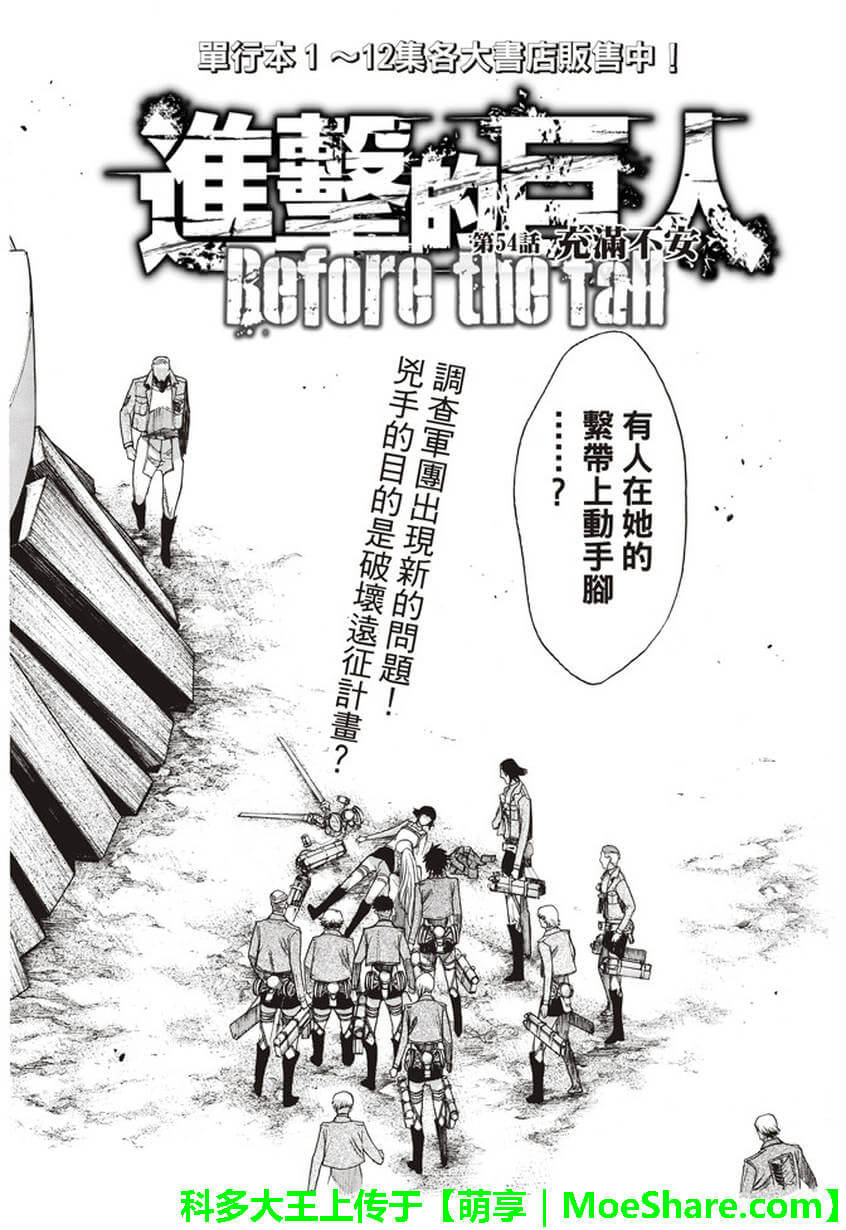 單行本1～12集各大書店販售中！
進擊的巨人
第54話 充滿不安
Before the fall
有人在她的
繫帶上動手腳
……？
調查軍團出現新的問題！
兇手的目的是破壞遠征計畫？
科多大王上传于【萌享｜MoeShare.com】